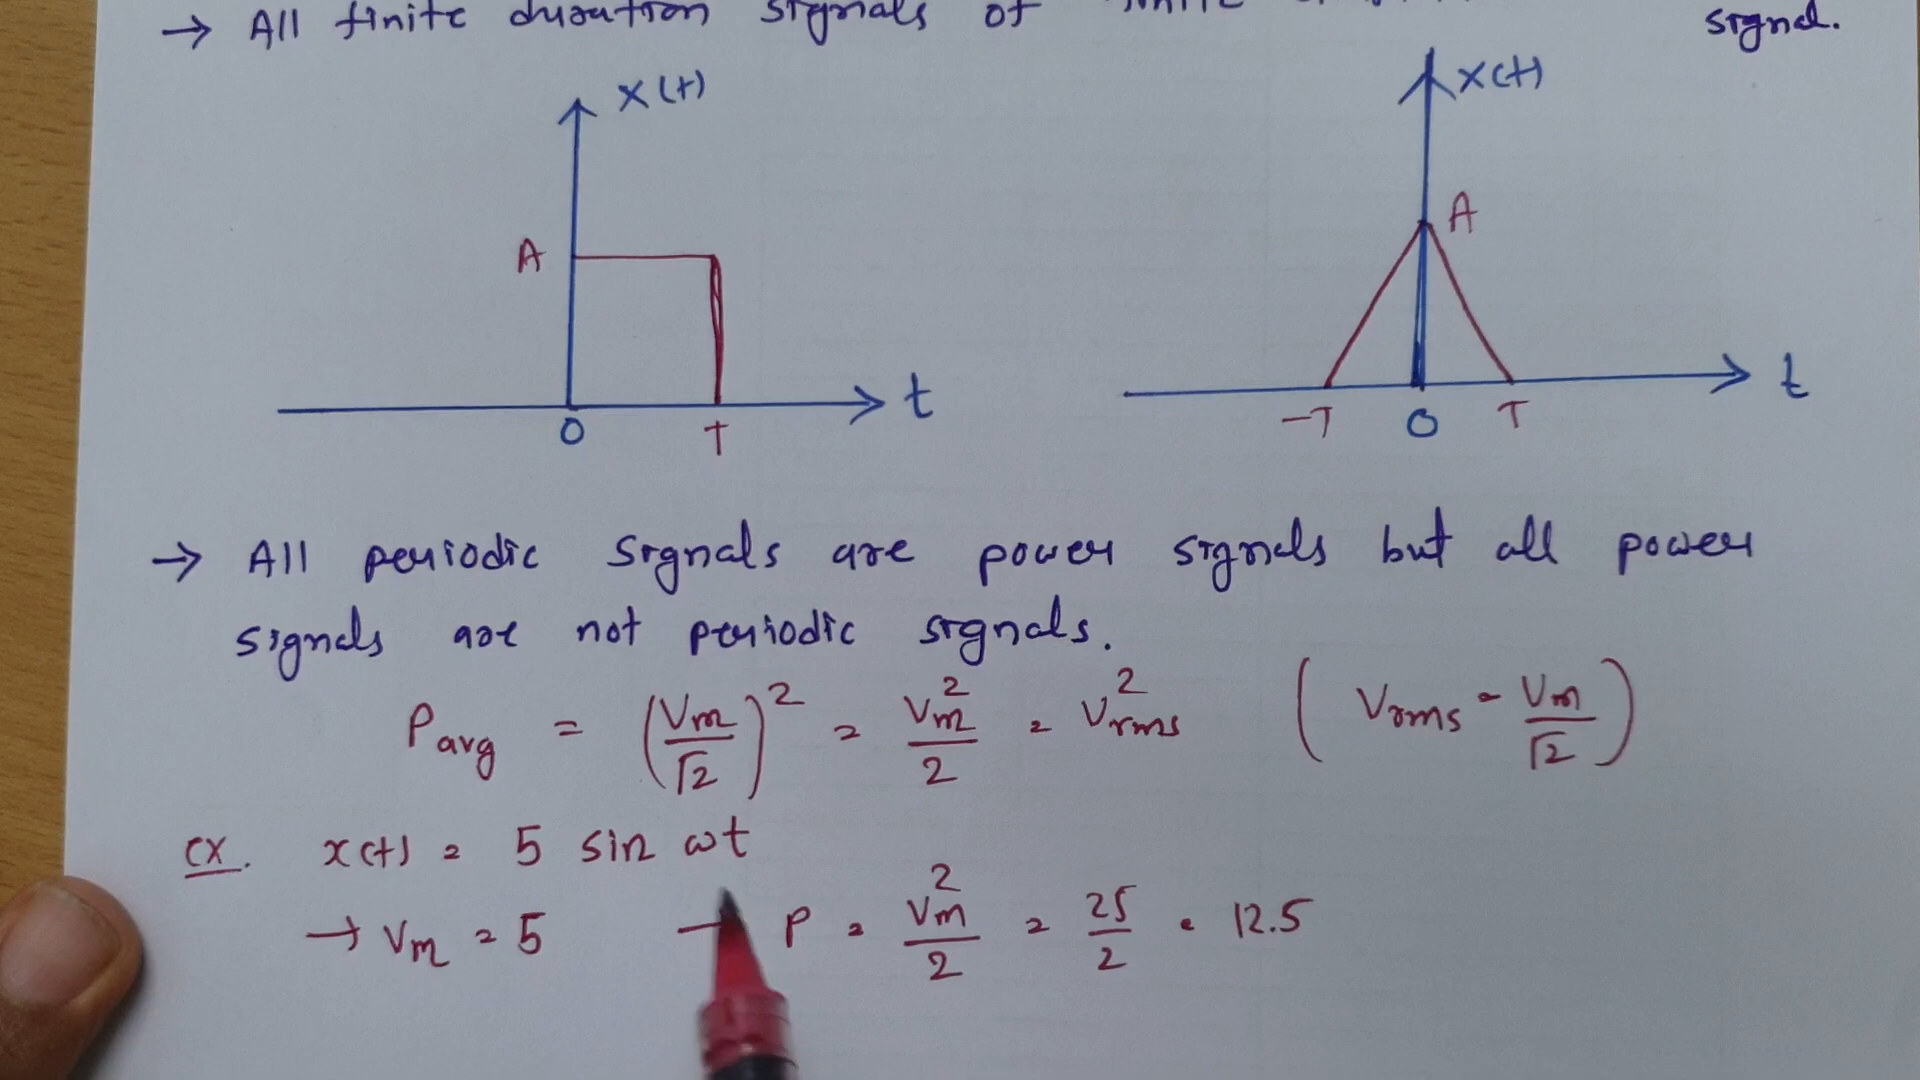 → All finite duration signals of signal.
x(t)
x(t)
A
A
t
t
0
T
-T
0
T
→ All periodic signals are power signals but all power
signals are not periodic signals.
P avg = (Vm/√2)² = Vm²/2 = Vrms² (Vrms = Vm/√2)
ex. x(t) = 5 sin ωt
→ Vm = 5 → P = Vm²/2 = 25/2 = 12.5